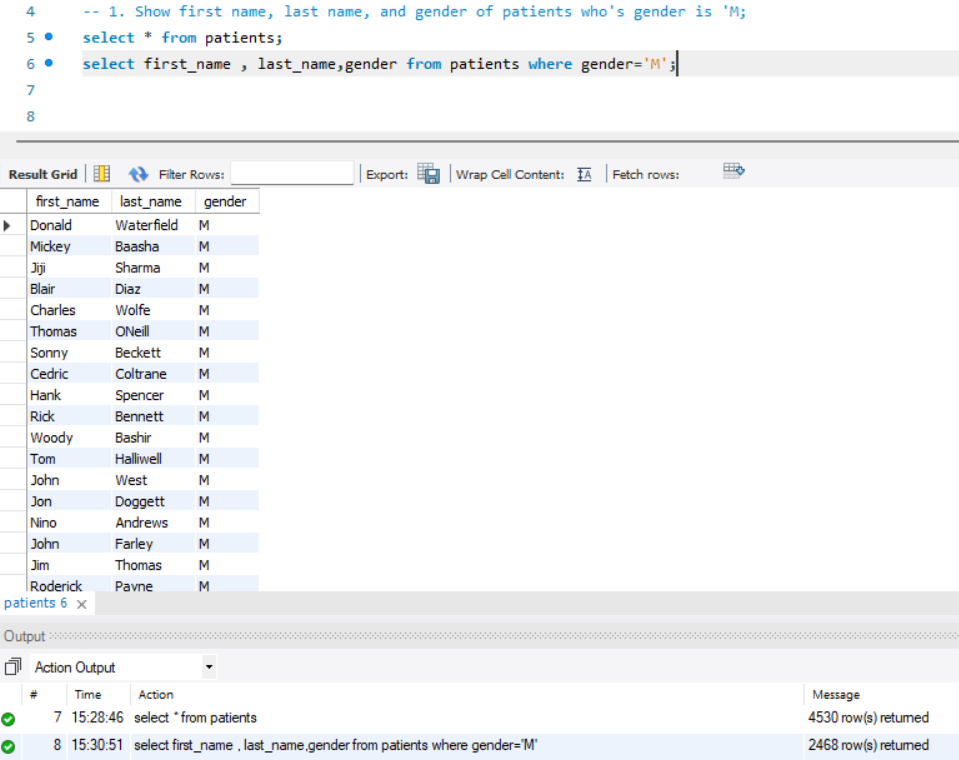 4 -- 1. Show first name, last name, and gender of patients who's gender is 'M;
5 select * from patients;
6 select first_name , last_name,gender from patients where gender='M';
7
8
Result Grid Filter Rows: Export: Wrap Cell Content: IA Fetch rows:
first_name last_name gender
Donald Waterfield M
Mickey Baasha M
Jiji Sharma M
Blair Diaz M
Charles Wolfe M
Thomas ONeill M
Sonny Beckett M
Cedric Coltrane M
Hank Spencer M
Rick Bennett M
Woody Bashir M
Tom Halliwell M
John West M
Jon Doggett M
Nino Andrews M
John Farley M
Jim Thomas M
Roderick Payne M
patients 6
Output
Action Output
# Time Action Message
7 15:28:46 select * from patients 4530 row(s) returned
8 15:30:51 select first_name , last_name,gender from patients where gender='M' 2468 row(s) returned